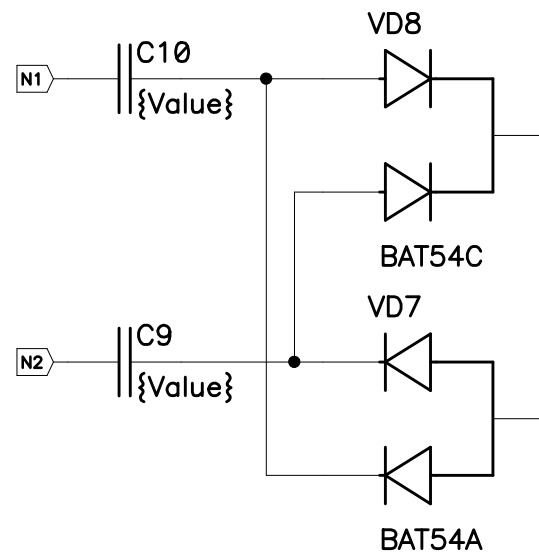 VD8
C10
N1
{Value}
BAT54C
VD7
C9
N2
{Value}
BAT54A